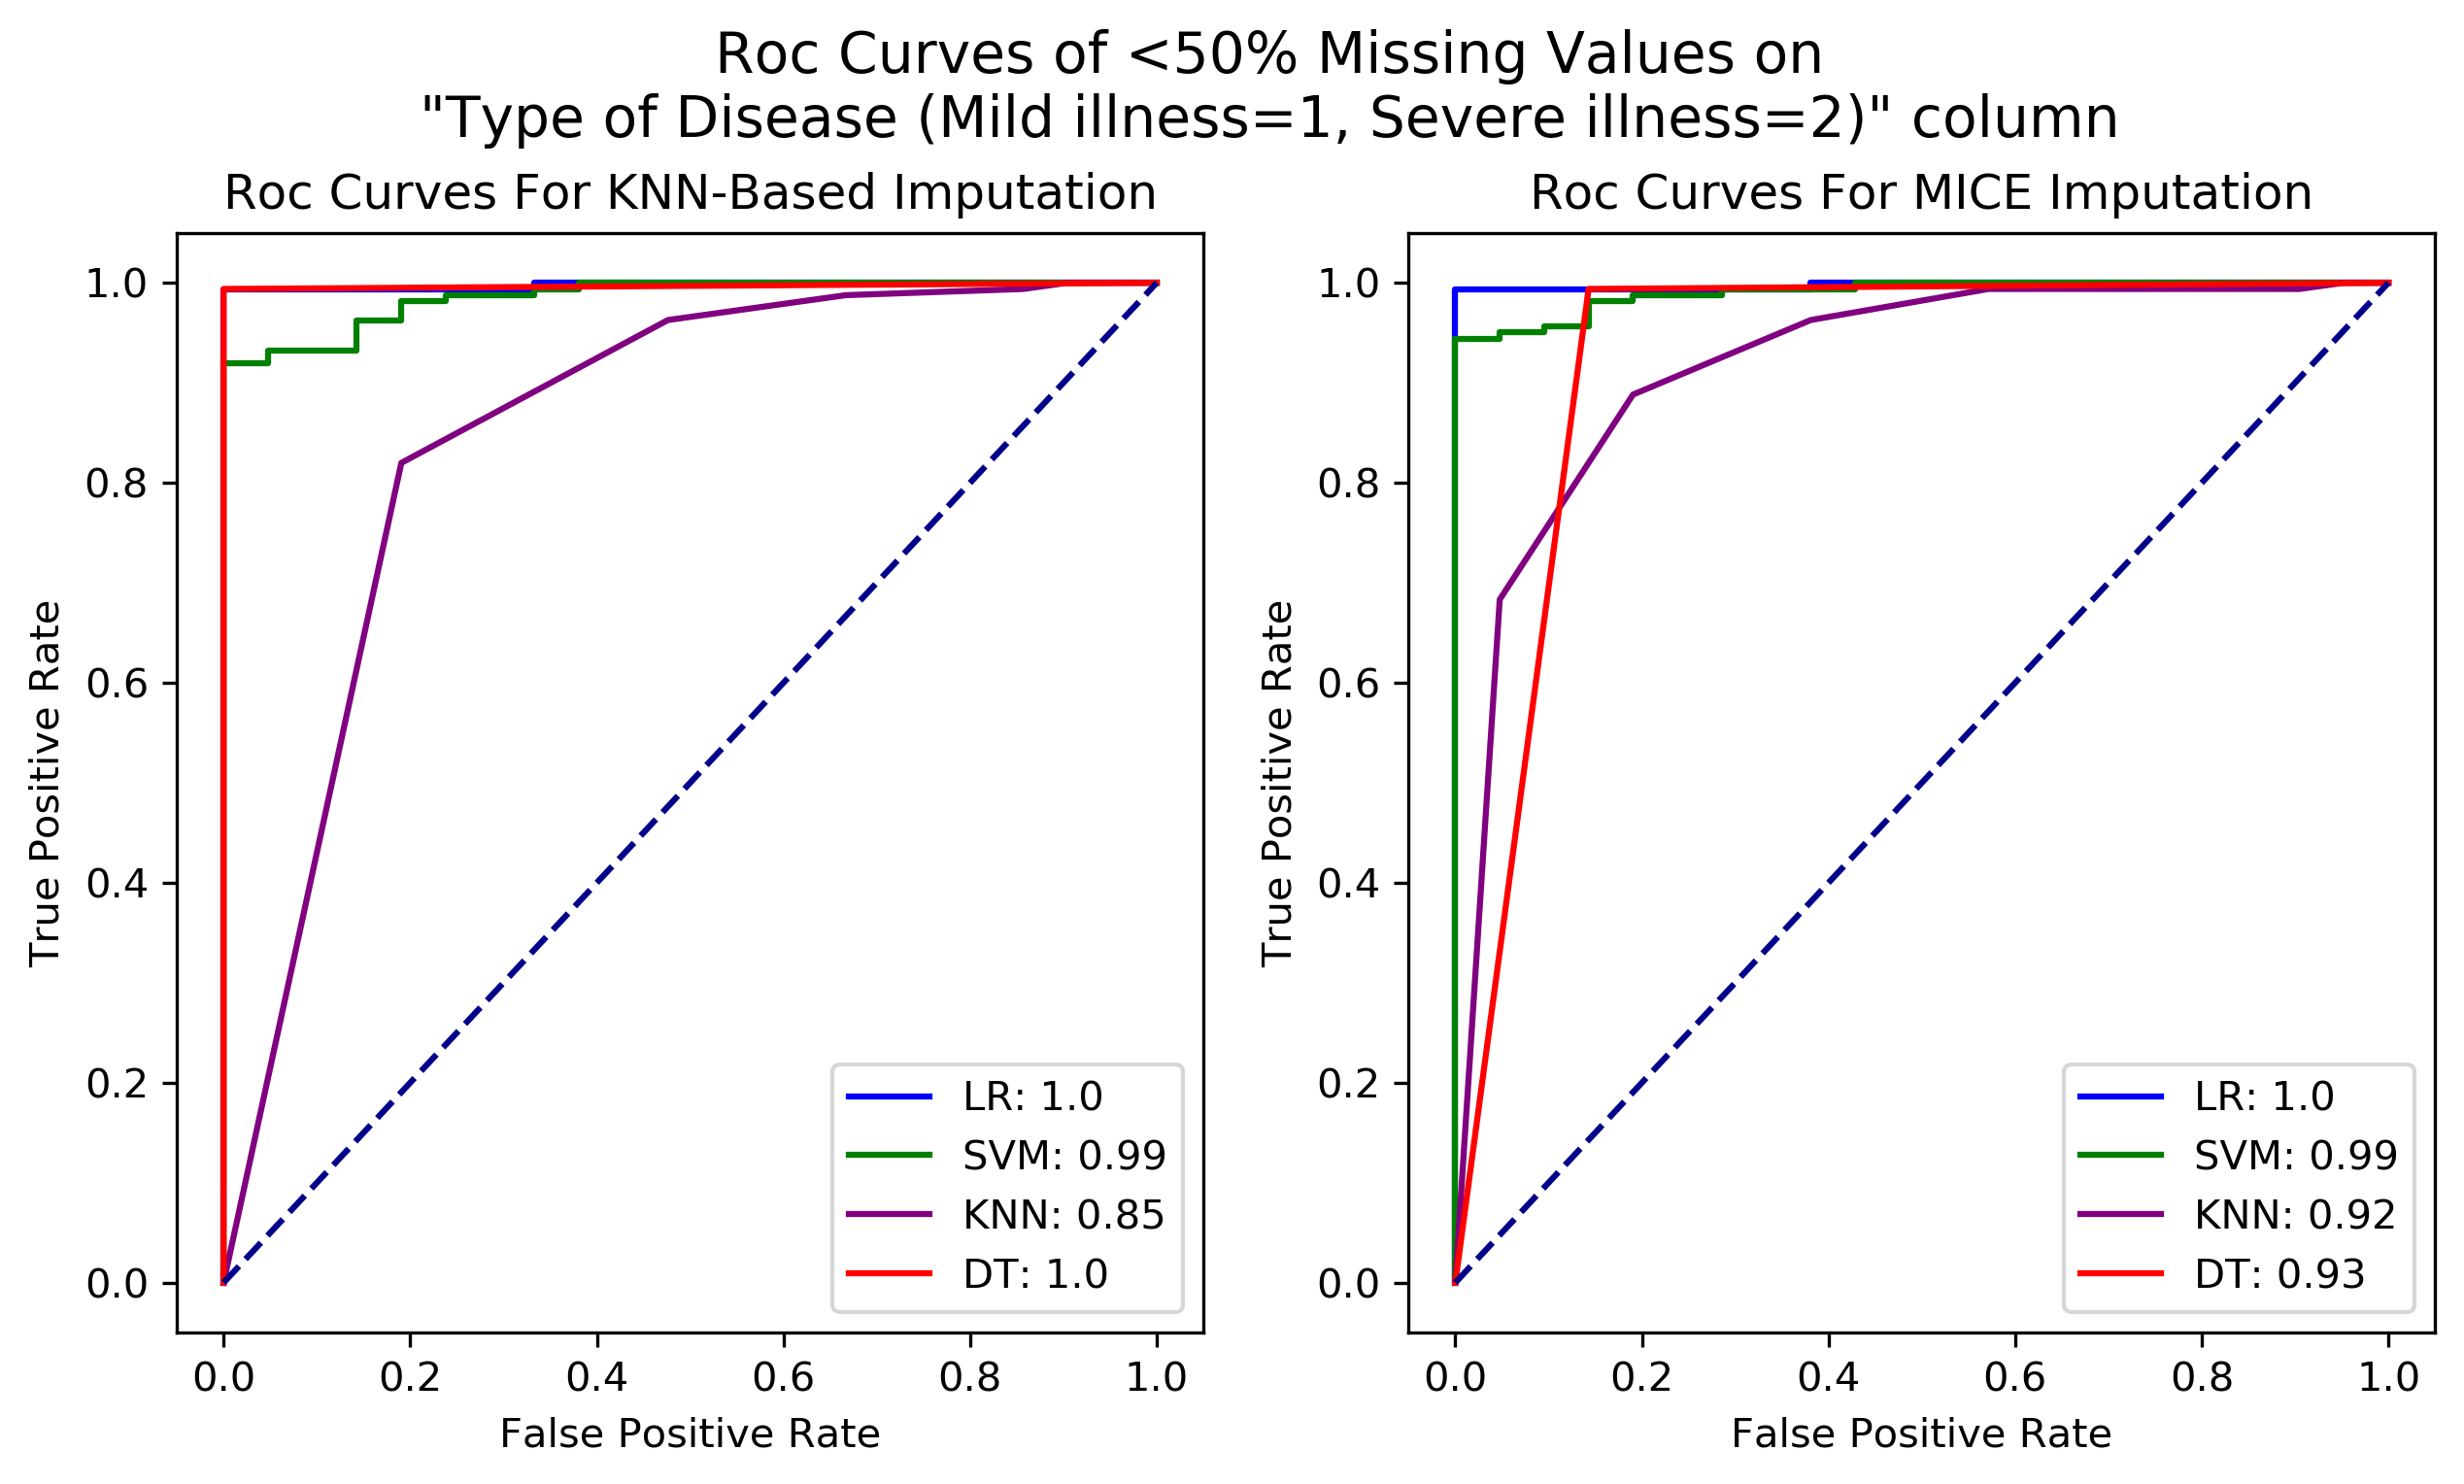 Roc Curves of <50% Missing Values on
"Type of Disease (Mild illness=1, Severe illness=2)" column
Roc Curves For KNN-Based Imputation
True Positive Rate
1.0
0.8
0.6
0.4
0.2
0.0
0.0 0.2 0.4 0.6 0.8 1.0
False Positive Rate
LR: 1.0
SVM: 0.99
KNN: 0.85
DT: 1.0
Roc Curves For MICE Imputation
True Positive Rate
1.0
0.8
0.6
0.4
0.2
0.0
0.0 0.2 0.4 0.6 0.8 1.0
False Positive Rate
LR: 1.0
SVM: 0.99
KNN: 0.92
DT: 0.93